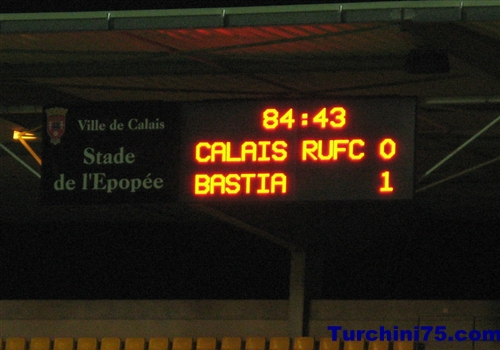 Ville de Calais
Stade
de l'Epopée
84:43
CALAIS RUFC 0
BASTIA 1
Turchini75.com